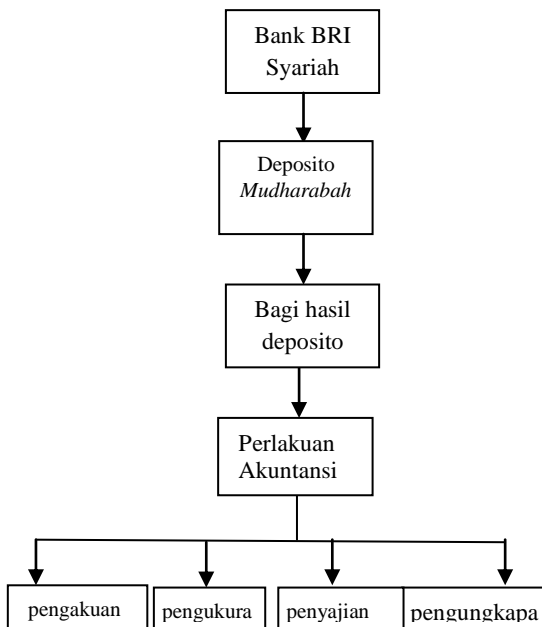 Bank BRI
Syariah
Deposito
Mudharabah
Bagi hasil
deposito
Perlakuan
Akuntansi
pengakuan
pengukura
penyajian
pengungkapa